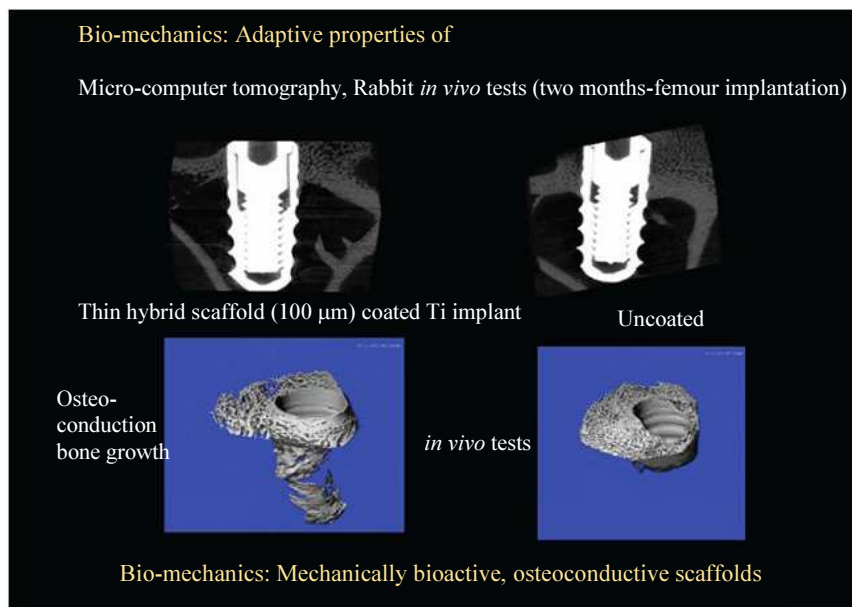 Bio-mechanics: Adaptive properties of
Micro-computer tomography, Rabbit in vivo tests (two months-femour implantation)
Thin hybrid scaffold (100 μm) coated Ti implant
Uncoated
Osteo-
conduction
bone growth
in vivo tests
Bio-mechanics: Mechanically bioactive, osteoconductive scaffolds